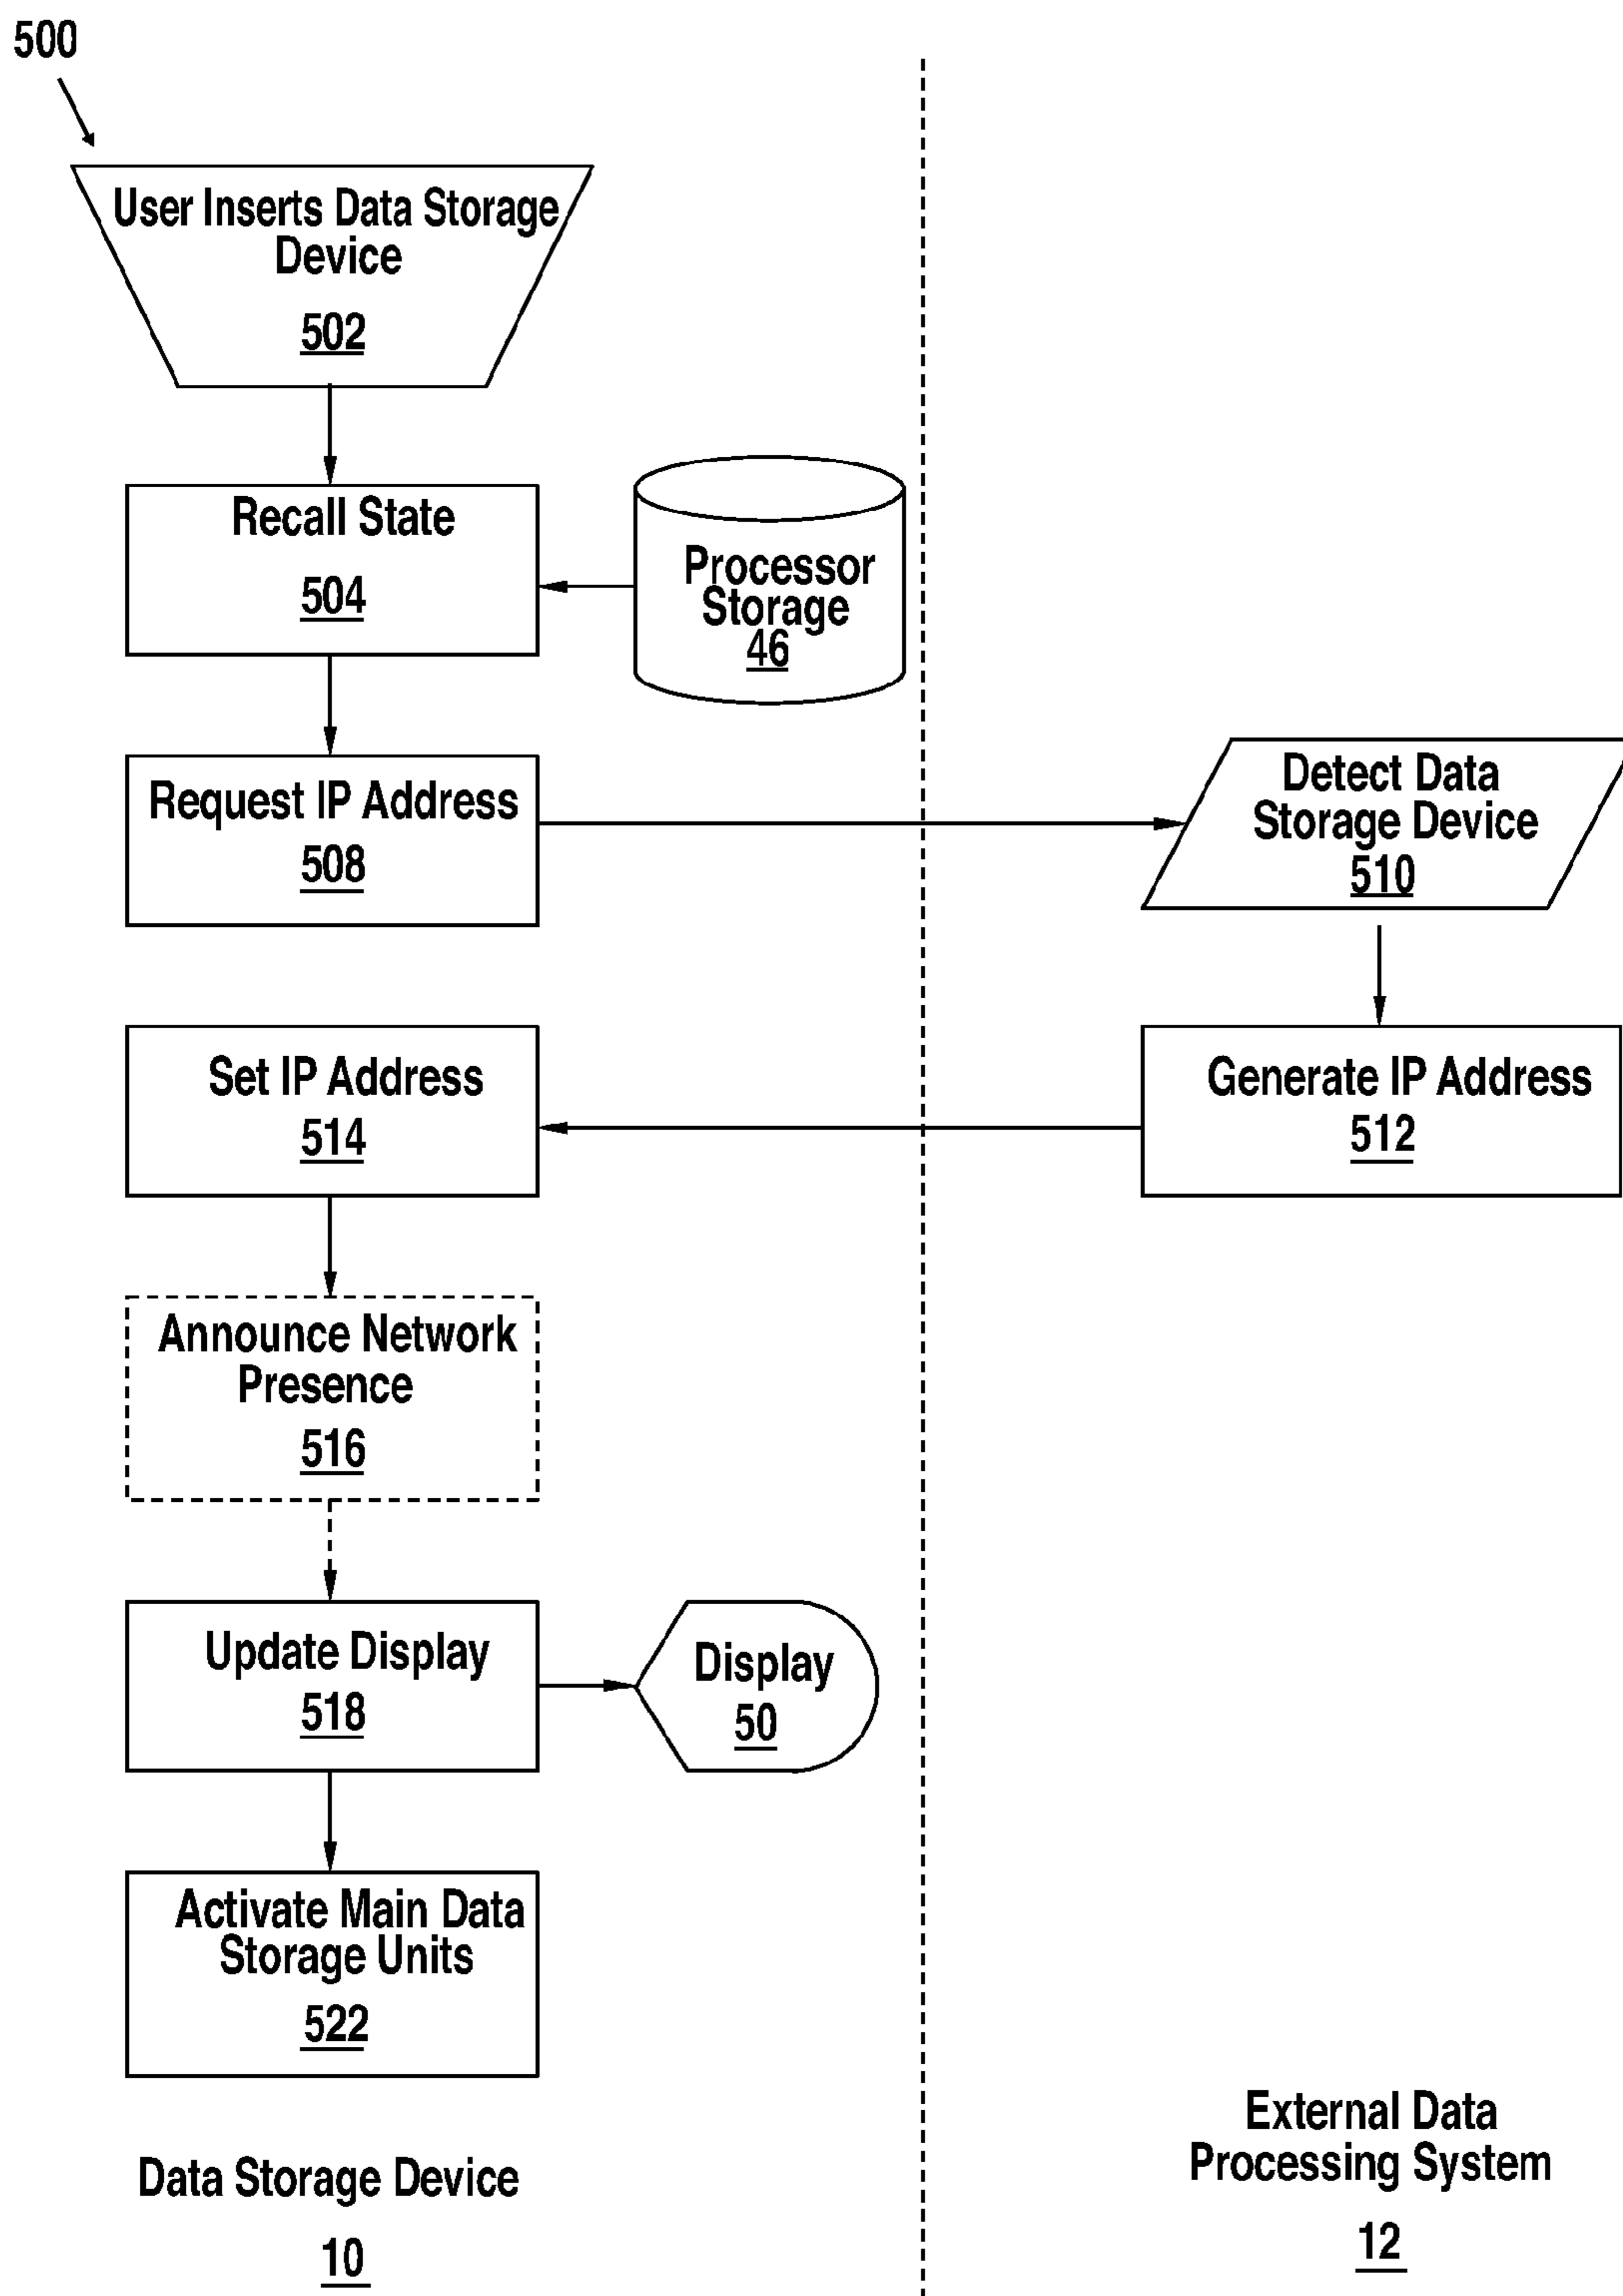 500
User Inserts Data Storage
Device
502
Recall State
504
Processor
Storage
46
Request IP Address
508
Detect Data
Storage Device
510
Set IP Address
514
Generate IP Address
512
Announce Network
Presence
516
Update Display
518
Display
50
Activate Main Data
Storage Units
522
Data Storage Device
10
External Data
Processing System
12